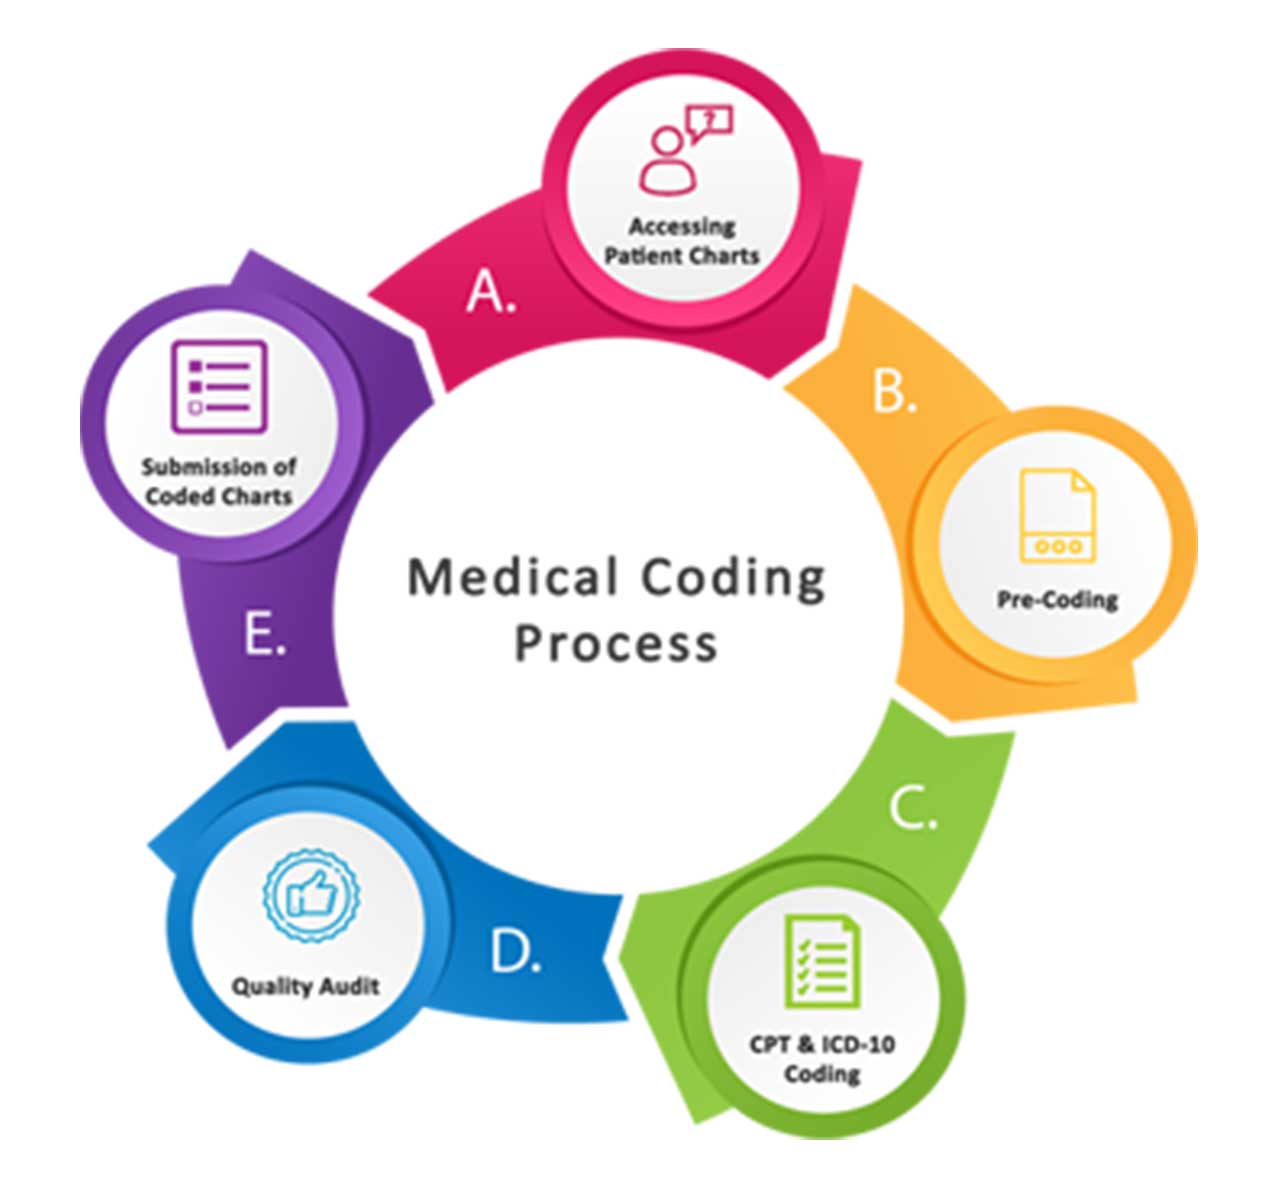 Medical Coding
Process
A.
Accessing
Patient Charts
?
B.
Pre-Coding
C.
CPT & ICD-10
Coding
D.
Quality Audit
E.
Submission of
Coded Charts